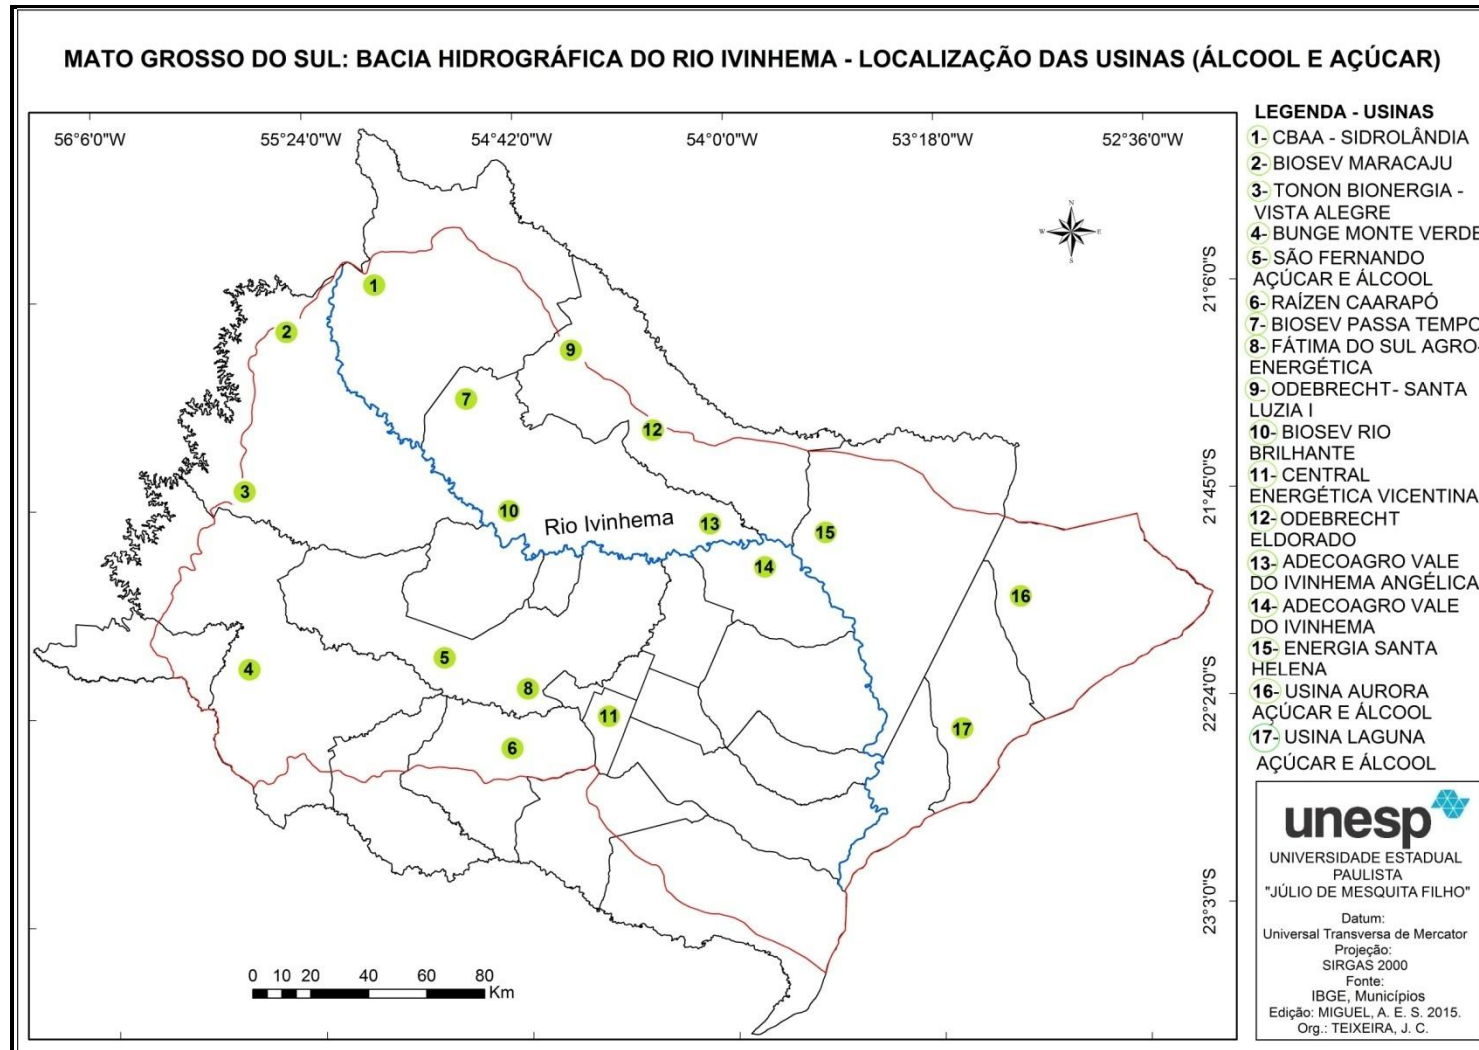 MATO GROSSO DO SUL: BACIA HIDROGRÁFICA DO RIO IVINHEMA - LOCALIZAÇÃO DAS USINAS (ÁLCOOL E AÇÚCAR)
56°6'0"W
55°24'0"W
54°42'0"W
54°0'0"W
53°18'0"W
52°36'0"W
N
W
E
S
21°6'0"S
21°45'0"S
22°24'0"S
23°3'0"S
1
2
9
7
12
3
10
Rio Ivinhema
13
15
14
16
5
4
8
11
17
6
0 10 20 40 60 80
Km
LEGENDA - USINAS
1- CBAA - SIDROLÂNDIA
2- BIOSEV MARACAJU
3- TONON BIONERGIA -
VISTA ALEGRE
4- BUNGE MONTE VERDE
5- SÃO FERNANDO
AÇÚCAR E ÁLCOOL
6- RAÍZEN CAARAPÓ
7- BIOSEV PASSA TEMPO
8- FÁTIMA DO SUL AGRO-
ENERGÉTICA
9- ODEBRECHT- SANTA
LUZIA I
10- BIOSEV RIO
BRILHANTE
11- CENTRAL
ENERGÉTICA VICENTINA
12- ODEBRECHT
ELDORADO
13- ADECOAGRO VALE
DO IVINHEMA ANGÉLICA
14- ADECOAGRO VALE
DO IVINHEMA
15- ENERGIA SANTA
HELENA
16- USINA AURORA
AÇÚCAR E ÁLCOOL
17- USINA LAGUNA
AÇÚCAR E ÁLCOOL
unesp
UNIVERSIDADE ESTADUAL
PAULISTA
"JÚLIO DE MESQUITA FILHO"
Datum:
Universal Transversa de Mercator
Projeção:
SIRGAS 2000
Fonte:
IBGE, Municípios
Edição: MIGUEL, A. E. S. 2015.
Org.: TEIXEIRA, J. C.